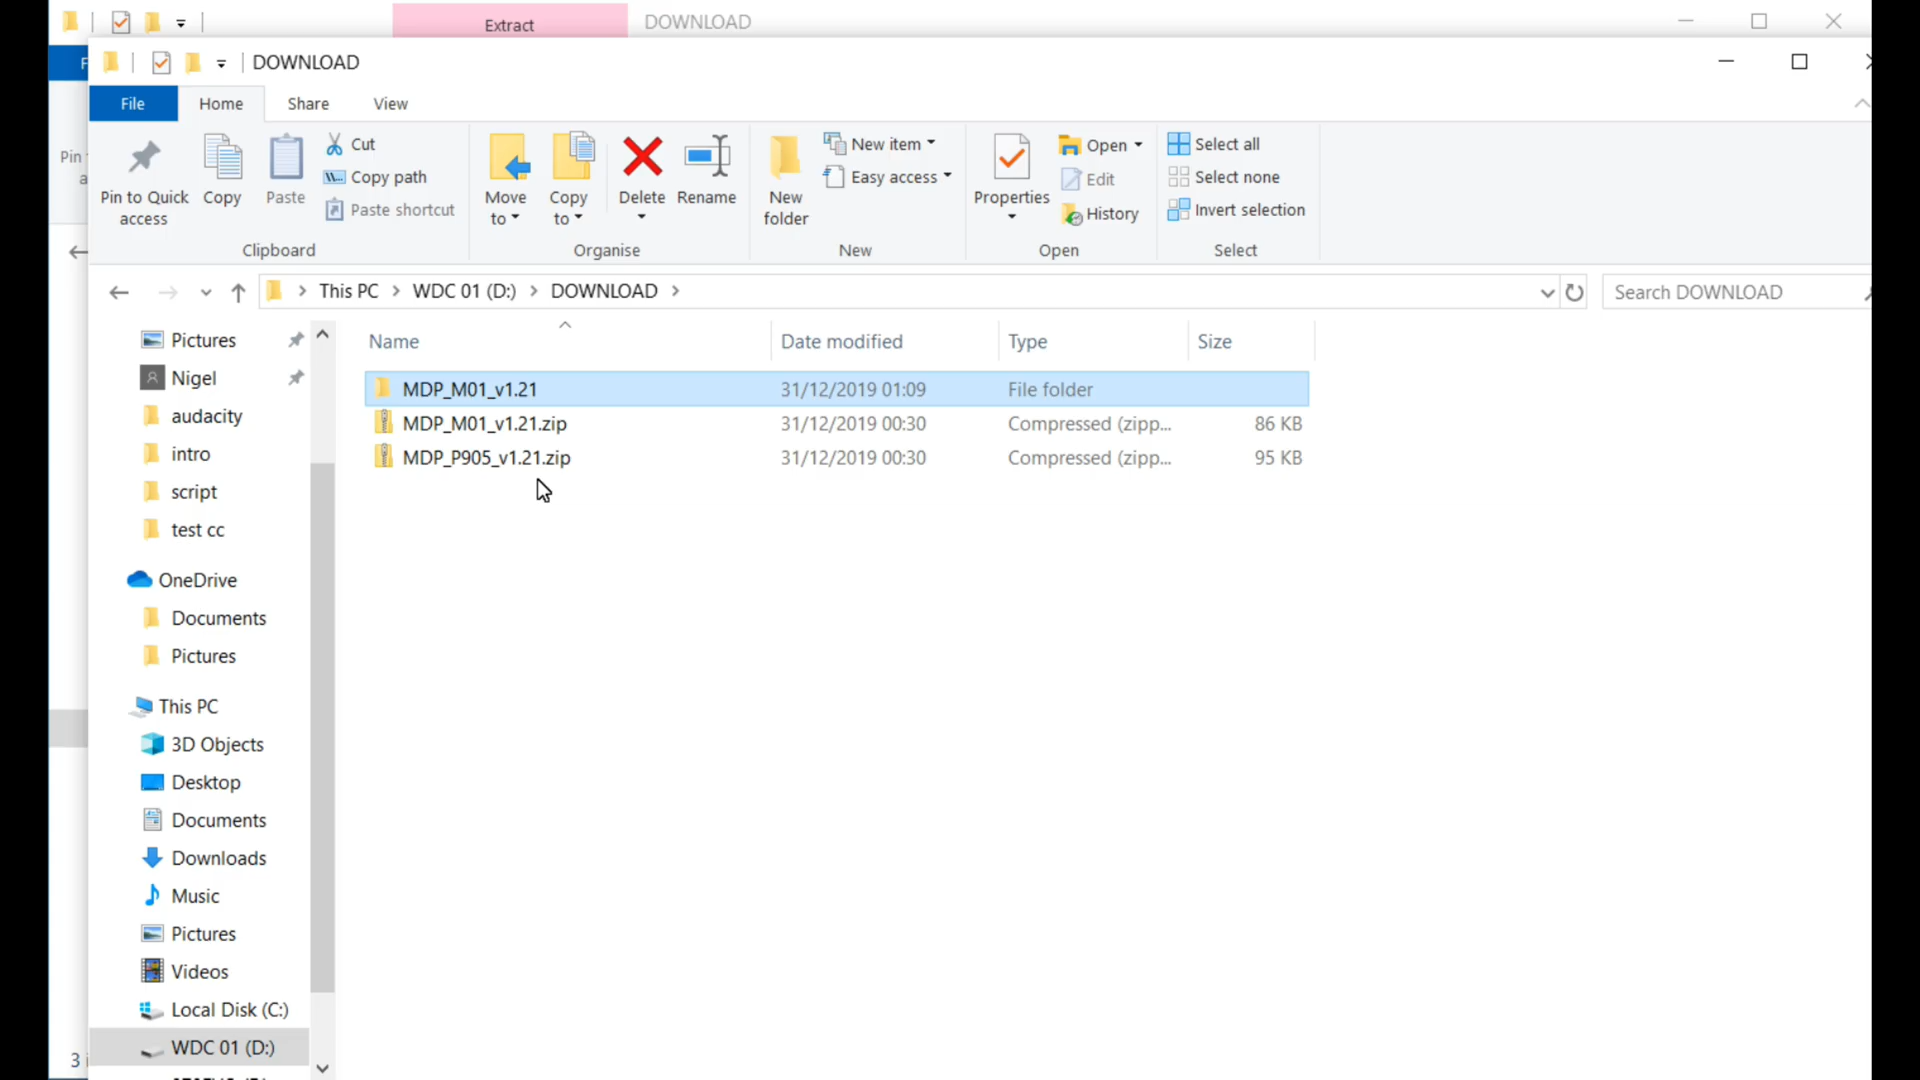 Extract DOWNLOAD
DOWNLOAD
File Home Share View
Pin to Quick access
Copy
Paste
Cut
Copy path
Paste shortcut
Move to
Copy to
Delete
Rename
New folder
New item
Easy access
Properties
Open
Edit
History
Select all
Select none
Invert selection
Clipboard Organise New Open Select
Pin
a
This PC WDC 01 (D:) DOWNLOAD
Search DOWNLOAD
Name Date modified Type Size
MDP_M01_v1.21 31/12/2019 01:09 File folder
MDP_M01_v1.21.zip 31/12/2019 00:30 Compressed (zipp... 86 KB
MDP_P905_v1.21.zip 31/12/2019 00:30 Compressed (zipp... 95 KB
Pictures
Nigel
audacity
intro
script
test cc
OneDrive
Documents
Pictures
This PC
3D Objects
Desktop
Documents
Downloads
Music
Pictures
Videos
Local Disk (C:)
WDC 01 (D:)
3 i